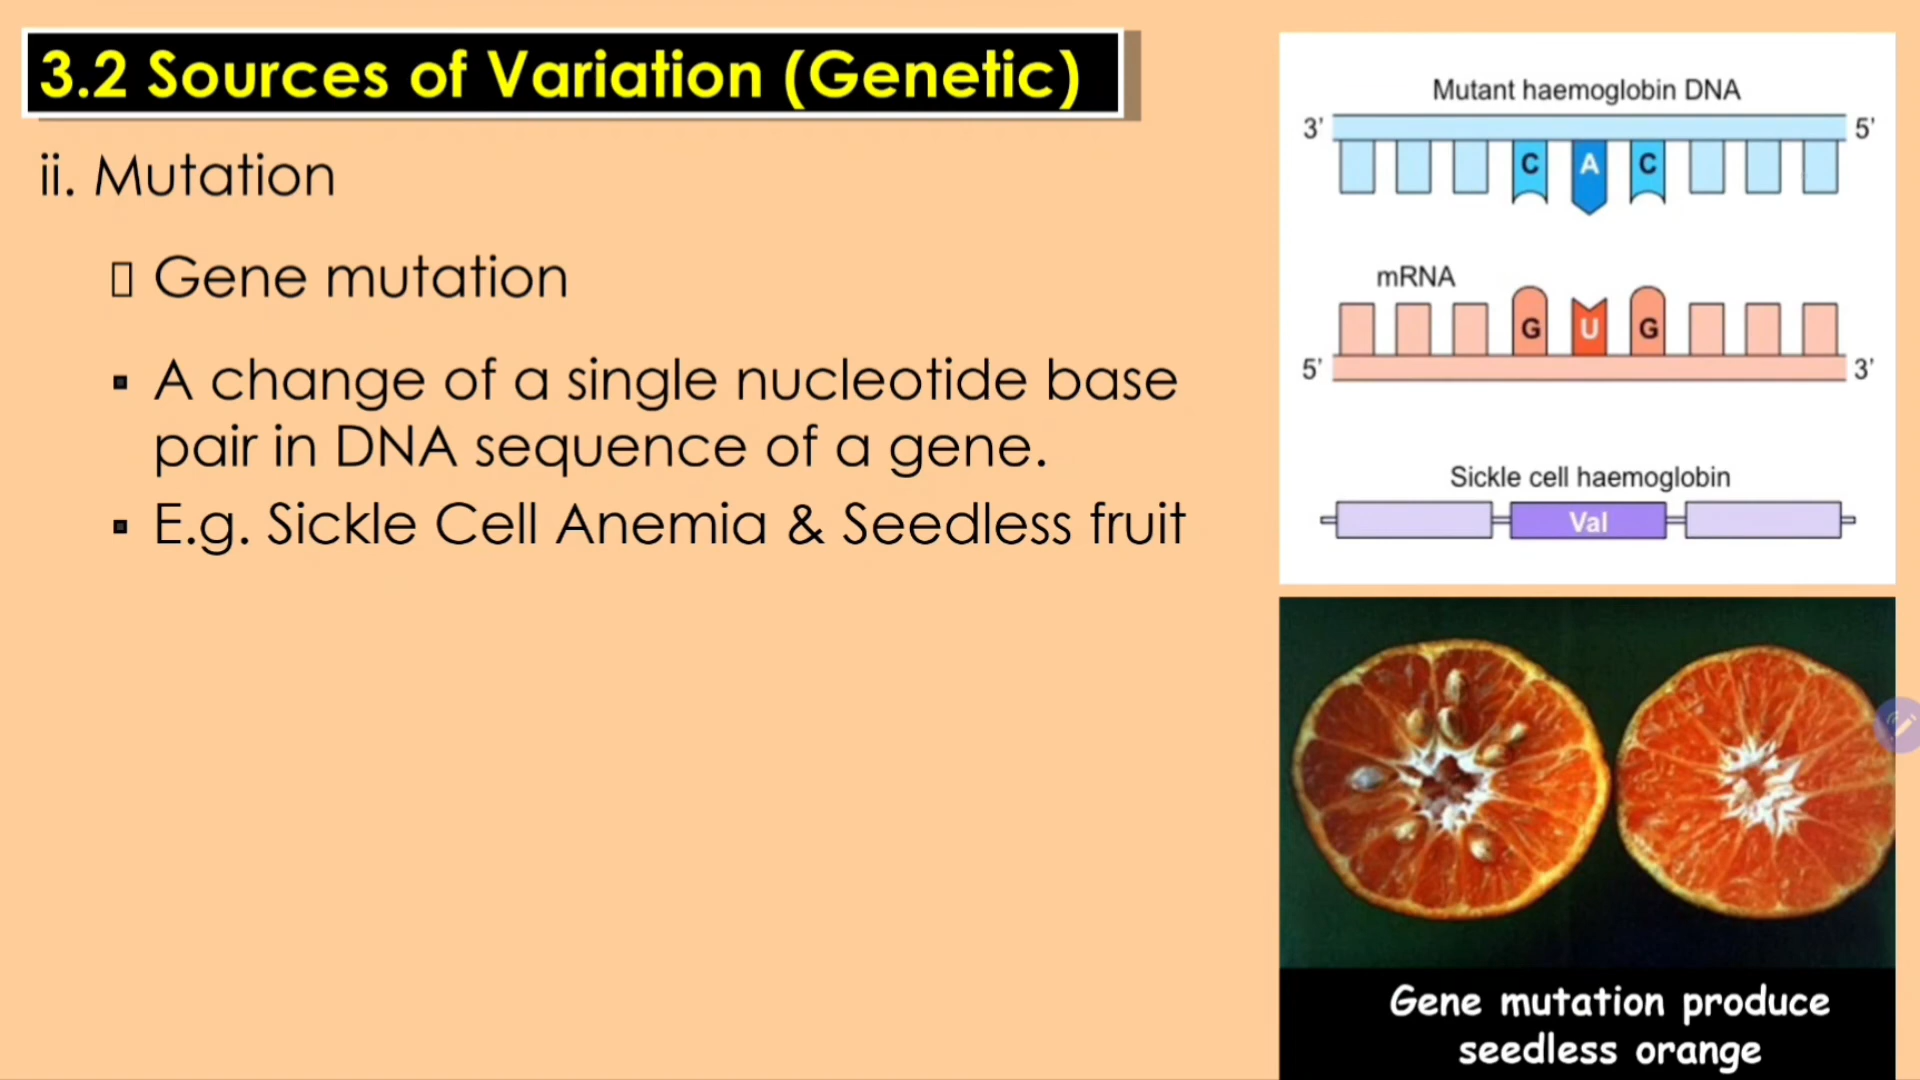 3.2 Sources of Variation (Genetic)
ii. Mutation
Gene mutation
▪ A change of a single nucleotide base
pair in DNA sequence of a gene.
▪ E.g. Sickle Cell Anemia & Seedless fruit
Mutant haemoglobin DNA
3’ 5’
C A C
mRNA
G U G
5’ 3’
Sickle cell haemoglobin
Val
Gene mutation produce
seedless orange